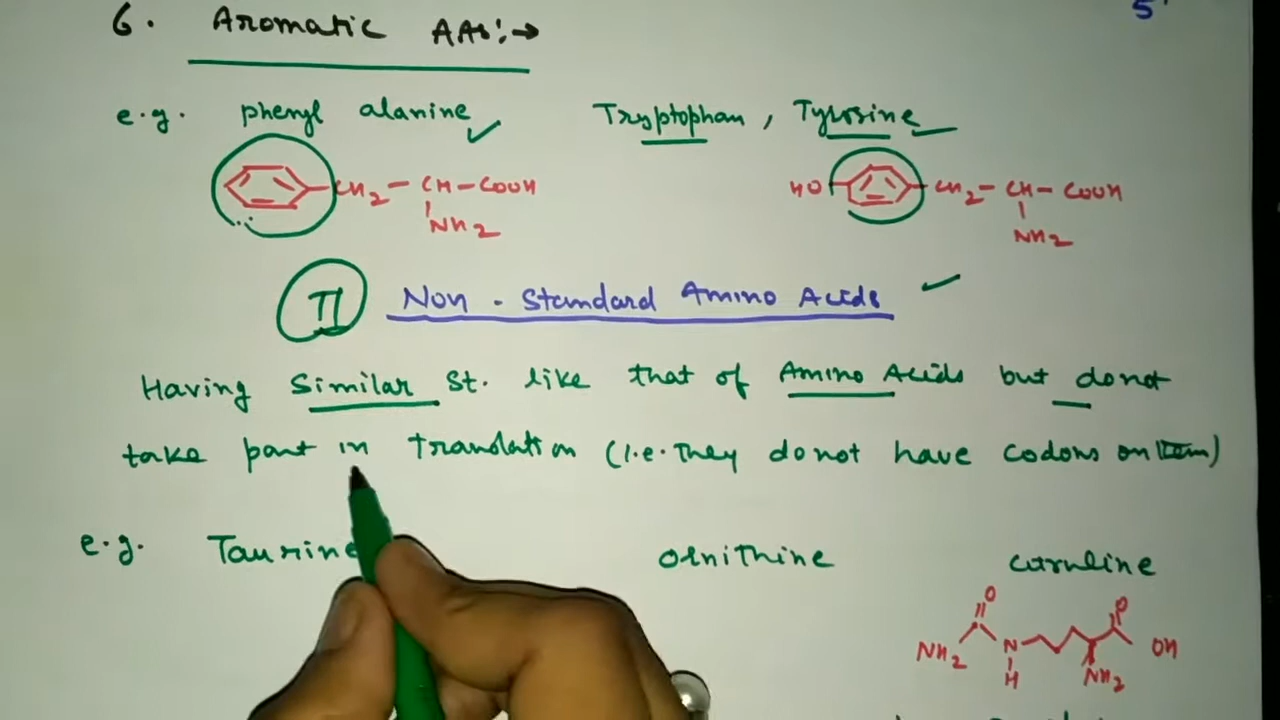 5'
6. Aromatic AAs:→
e.g. phenyl alanine Tryptophan, Tyrosine
CH2 - CH - COOH HO CH2 - CH - COOH
NH2 NH2
II Non - Standard Amino Acids
Having Similar St. like that of Amino Acids but donot
take part in translation (i.e. They donot have codons on
e.g. Taurine ornithine citruline
O O
NH2 N OH
H NH2